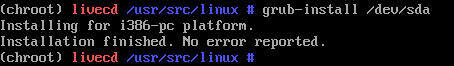 (chroot) livecd /usr/src/linux # grub-install /dev/sda
Installing for i386-pc platform.
Installation finished. No error reported.
(chroot) livecd /usr/src/linux #